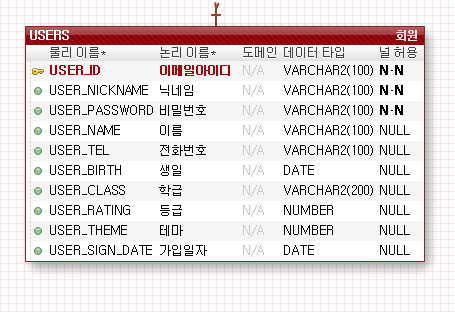 USERS 회원
물리 이름* 논리 이름* 도메인 데이터 타입 널 허용
USER_ID 이메일아이디 N/A VARCHAR2(100) N·N
USER_NICKNAME 닉네임 N/A VARCHAR2(100) N·N
USER_PASSWORD 비밀번호 N/A VARCHAR2(100) N·N
USER_NAME 이름 N/A VARCHAR2(100) NULL
USER_TEL 전화번호 N/A VARCHAR2(100) NULL
USER_BIRTH 생일 N/A DATE NULL
USER_CLASS 학급 N/A VARCHAR2(200) NULL
USER_RATING 등급 N/A NUMBER NULL
USER_THEME 테마 N/A NUMBER NULL
USER_SIGN_DATE 가입일자 N/A DATE NULL